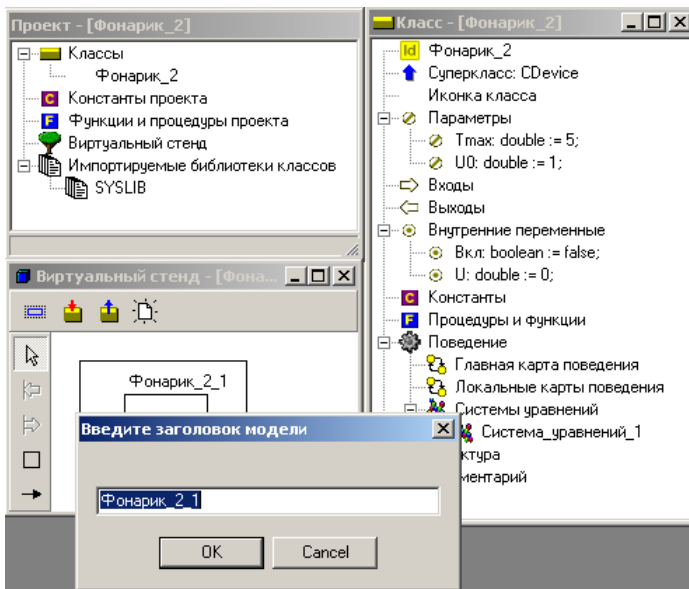 Проект - [Фонарик_2]
Классы
Фонарик_2
C Константы проекта
F Функции и процедуры проекта
Виртуальный стенд
Импортируемые библиотеки классов
SYSLIB
Класс - [Фонарик_2]
Id Фонарик_2
Суперкласс: CDevice
Иконка класса
Параметры
Tmax: double := 5;
U0: double := 1;
Входы
Выходы
Внутренние переменные
Вкл: boolean := false;
U: double := 0;
C Константы
F Процедуры и функции
Поведение
Главная карта поведения
Локальные карты поведения
Системы уравнений
Система_уравнений_1
ктура
ментарий
Виртуальный стенд - [Фона...
Фонарик_2_1
Введите заголовок модели
Фонарик_2_1
OK
Cancel